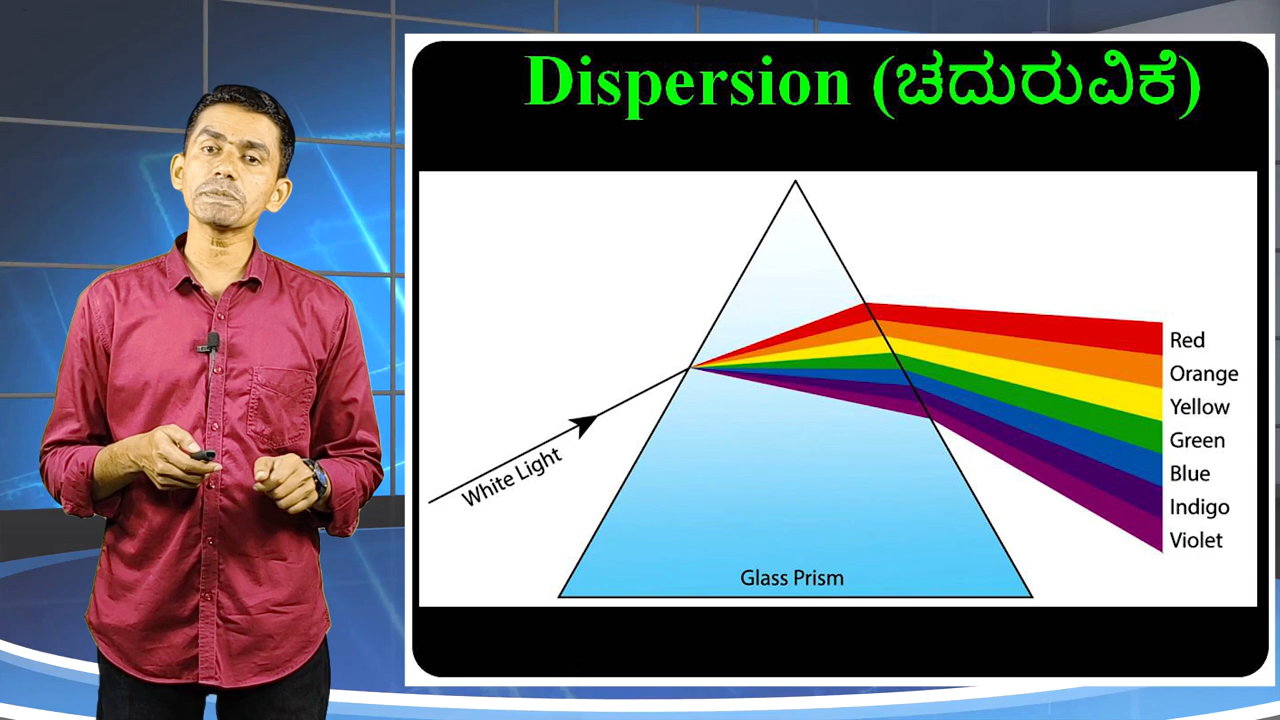 Dispersion (ಚದುರುವಿಕೆ)
White Light
Glass Prism
Red
Orange
Yellow
Green
Blue
Indigo
Violet